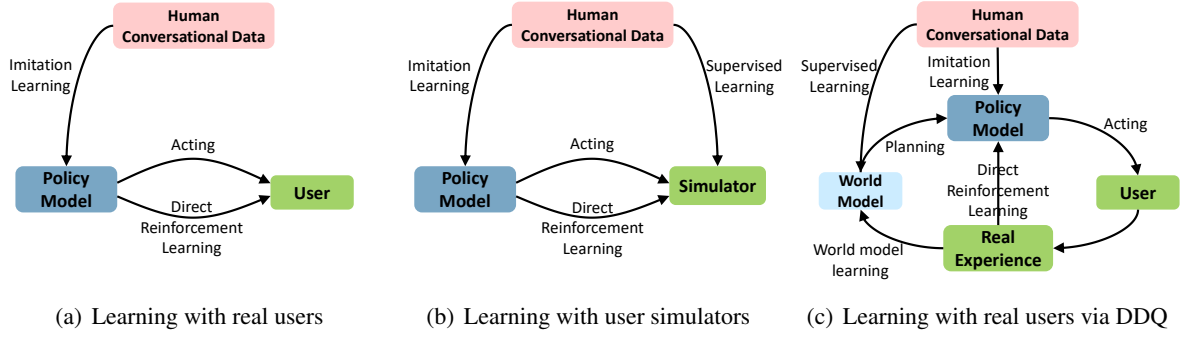 Human
Conversational Data
Imitation
Learning
Acting
Policy
Model
User
Direct
Reinforcement
Learning
(a) Learning with real users
Human
Conversational Data
Imitation
Learning
Supervised
Learning
Acting
Policy
Model
Simulator
Direct
Reinforcement
Learning
(b) Learning with user simulators
Human
Conversational Data
Supervised
Learning
Imitation
Learning
Policy
Model
Acting
Planning
World
Model
Direct
Reinforcement
Learning
User
World model
learning
Real
Experience
(c) Learning with real users via DDQ